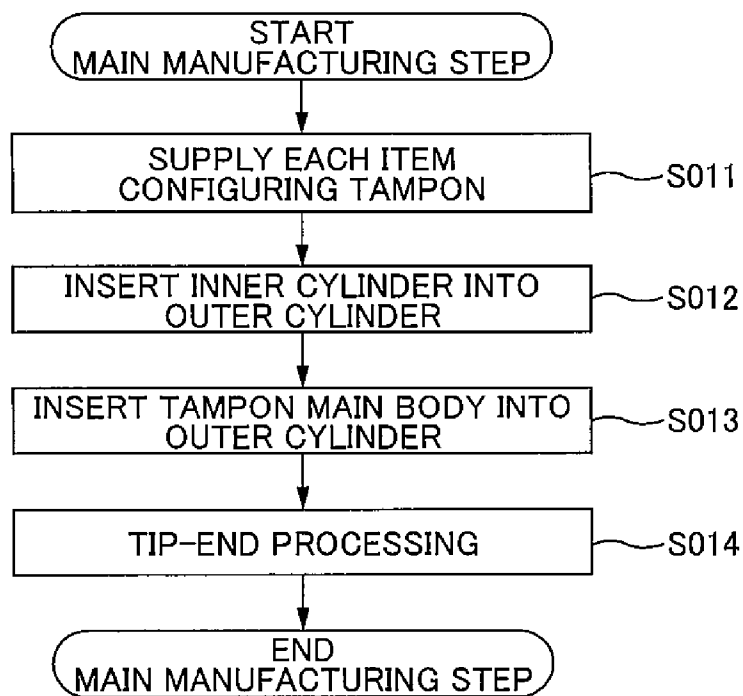 START
MAIN MANUFACTURING STEP
SUPPLY EACH ITEM
CONFIGURING TAMPON
S011
INSERT INNER CYLINDER INTO
OUTER CYLINDER
S012
INSERT TAMPON MAIN BODY INTO
OUTER CYLINDER
S013
TIP-END PROCESSING
S014
END
MAIN MANUFACTURING STEP